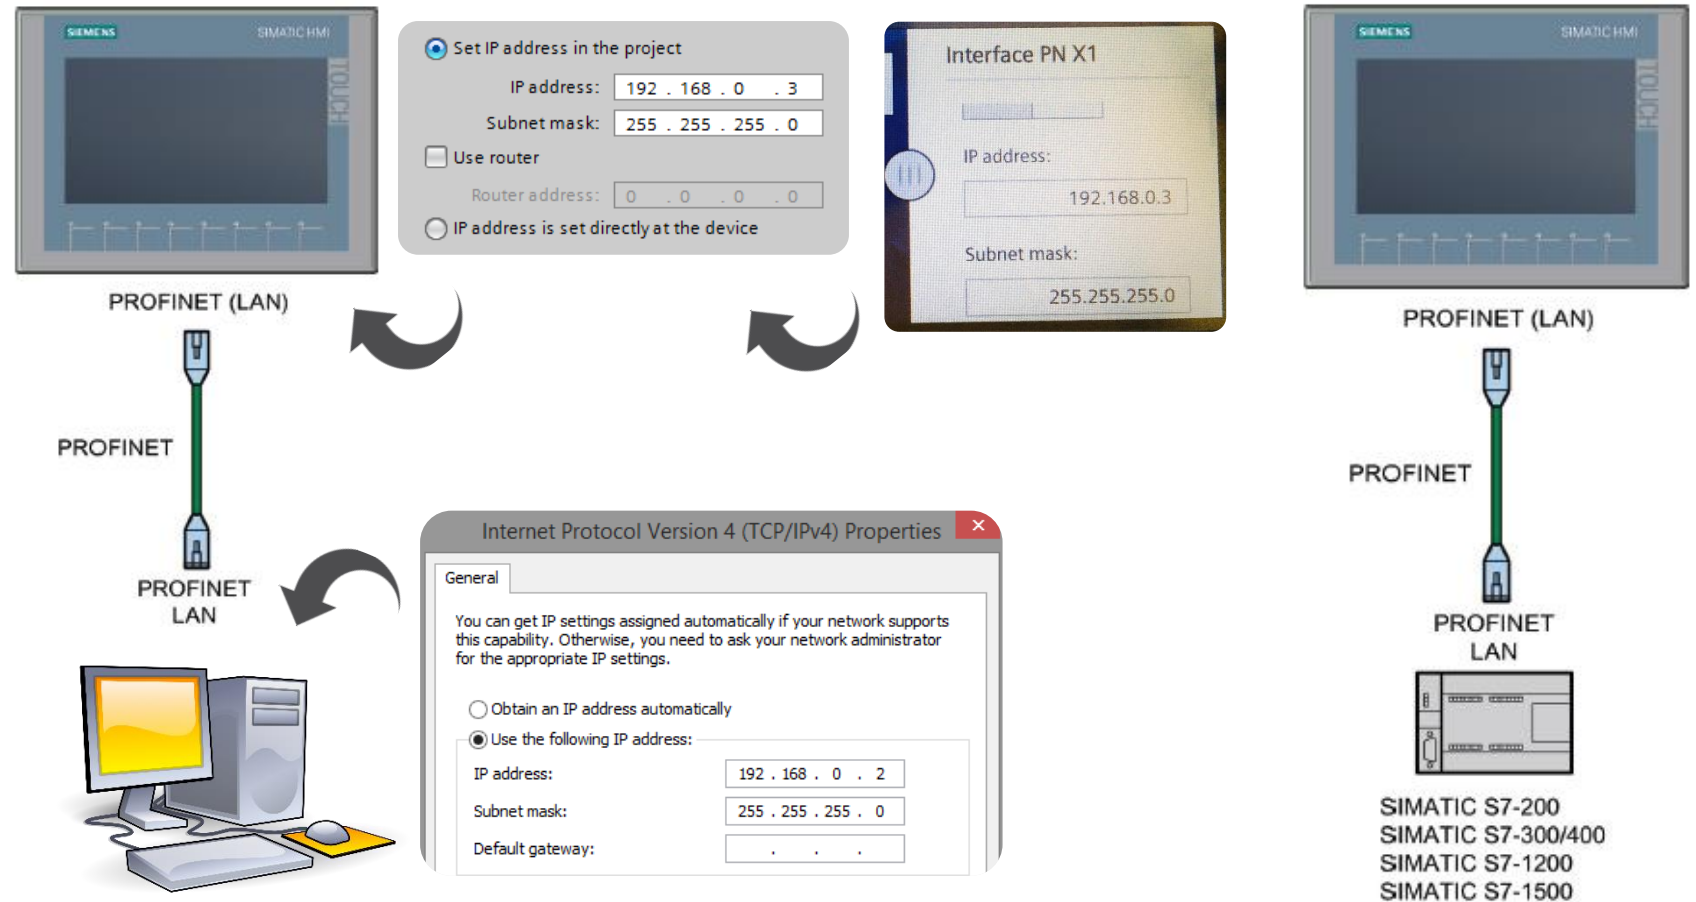 SIEMENS
SIMATIC HMI
TOUCH
PROFINET (LAN)
PROFINET
PROFINET
LAN
Set IP address in the project
IP address: 192 . 168 . 0 . 3
Subnet mask: 255 . 255 . 255 . 0
Use router
Router address: 0 . 0 . 0 . 0
IP address is set directly at the device
Interface PN X1
IP address:
192.168.0.3
Subnet mask:
255.255.255.0
Internet Protocol Version 4 (TCP/IPv4) Properties
General
You can get IP settings assigned automatically if your network supports
this capability. Otherwise, you need to ask your network administrator
for the appropriate IP settings.
Obtain an IP address automatically
Use the following IP address:
IP address: 192 . 168 . 0 . 2
Subnet mask: 255 . 255 . 255 . 0
Default gateway: . . .
SIEMENS
SIMATIC HMI
TOUCH
PROFINET (LAN)
PROFINET
PROFINET
LAN
SIMATIC S7-200
SIMATIC S7-300/400
SIMATIC S7-1200
SIMATIC S7-1500